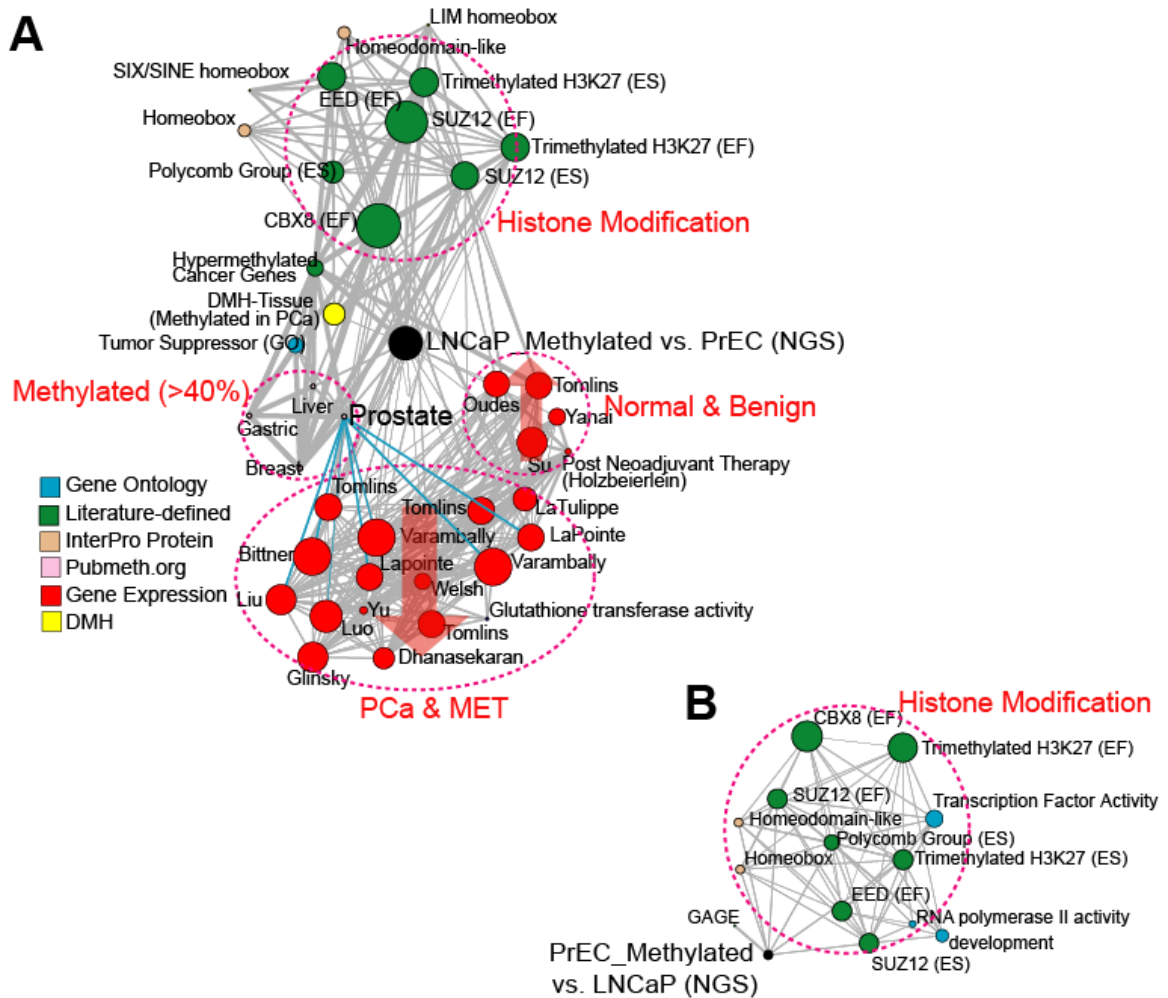 A
LIM homeobox
Homeodomain-like
SIX/SINE homeobox
Trimethylated H3K27 (ES)
EED (EF)
SUZ12 (EF)
Homeobox
Trimethylated H3K27 (EF)
Polycomb Group (ES)
SUZ12 (ES)
CBX8 (EF)
Histone Modification
Hypermethylated
Cancer Genes
DMH-Tissue
(Methylated in PCa)
Tumor Suppressor (GO)
LNCaP_Methylated vs. PrEC (NGS)
Methylated (>40%)
Liver
Prostate
Gastric
Breast
Oudes
Tomlins
Yanai
Normal & Benign
Su
Post Neoadjuvant Therapy
(Holzbeierlein)
Gene Ontology
Literature-defined
InterPro Protein
Pubmeth.org
Gene Expression
DMH
Tomlins
Tomlins
LaTulippe
Varambally
LaPointe
Bittner
Lapointe
Varambally
Welsh
Liu
Yu
Glutathione transferase activity
Luo
Tomlins
Dhanasekaran
Glinsky
PCa & MET
B
Histone Modification
CBX8 (EF)
Trimethylated H3K27 (EF)
SUZ12 (EF)
Transcription Factor Activity
Homeodomain-like
Polycomb Group (ES)
Homeobox
Trimethylated H3K27 (ES)
EED (EF)
GAGE
RNA polymerase II activity
development
PrEC_Methylated
vs. LNCaP (NGS)
SUZ12 (ES)